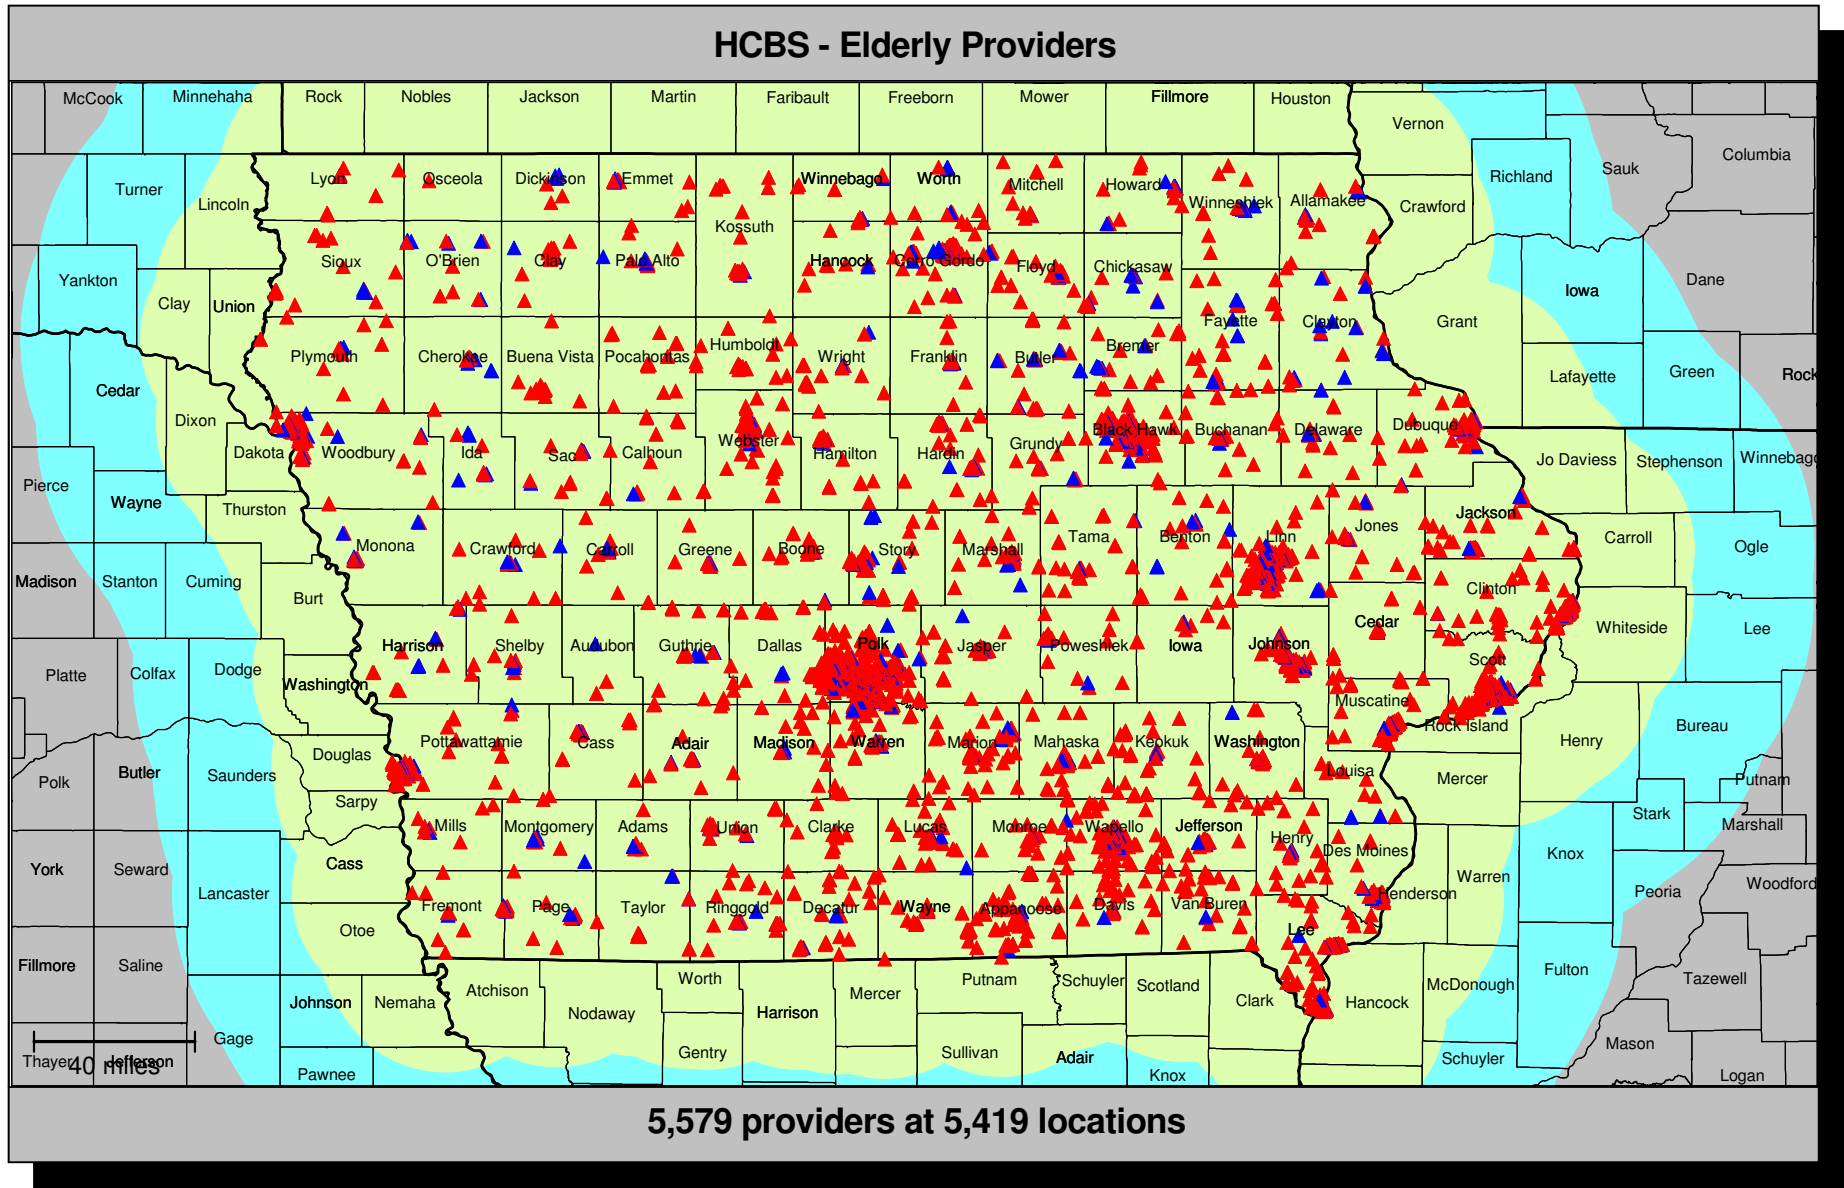 HCBS - Elderly Providers
McCook Minnehaha Rock Nobles Jackson Martin Faribault Freeborn Mower Fillmore Houston
Vernon
Columbia
Sauk
Richland
Turner Lyon Osceola Dickinson Emmet Winnebago Worth Mitchell Howard
Lincoln Winneshiek Allamakee Crawford
Kossuth
Yankton Sioux O'Brien Clay Palo Alto Hancock Cerro Gordo Floyd Chickasaw Dane
Clay Union Iowa
Fayette Clayton Grant
Plymouth Cherokee Buena Vista Pocahontas Humboldt Wright Franklin Butler Bremer
Cedar Lafayette Green Rock
Dixon
Dakota Woodbury Ida Sac Calhoun Webster Hamilton Hardin Grundy Black Hawk Buchanan Delaware Dubuque
Jo Daviess Stephenson Winnebago
Pierce Wayne
Thurston Jackson
Monona Crawford Carroll Greene Boone Story Marshall Tama Benton Linn Jones Carroll Ogle
Madison Stanton Cuming
Burt Clinton
Harrison Shelby Audubon Guthrie Dallas Polk Jasper Poweshiek Iowa Johnson Cedar Whiteside Lee
Scott
Platte Colfax Dodge
Washington Muscatine
Rock Island Bureau
Pottawattamie Cass Adair Madison Warren Marion Mahaska Keokuk Washington Henry
Douglas
Polk Butler Saunders Louisa Mercer Putnam
Sarpy Stark
Mills Montgomery Adams Union Clarke Lucas Monroe Wapello Jefferson Henry Des Moines Marshall
York Seward Cass Knox
Lancaster Warren Henderson Peoria Woodford
Fremont Page Taylor Ringgold Decatur Wayne Appanoose Davis Van Buren
Otoe Lee
Fillmore Saline Fulton
Worth Putnam Schuyler Scotland McDonough Tazewell
Johnson Nemaha Atchison Nodaway Harrison Mercer Clark Hancock
Gage Mason
Gentry Sullivan Adair Schuyler
Thayer Jefferson
40 miles
Pawnee Knox Logan
5,579 providers at 5,419 locations